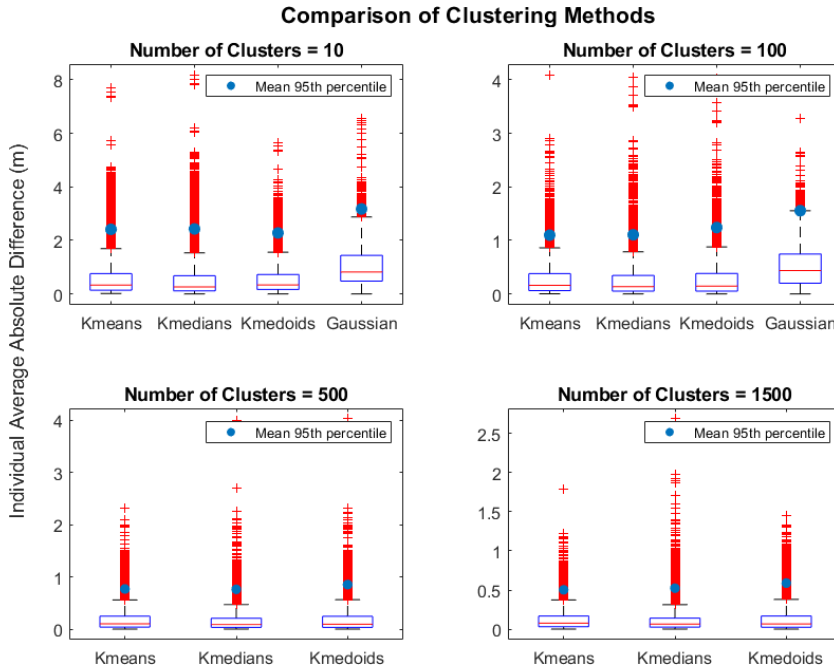 Comparison of Clustering Methods
Individual Average Absolute Difference (m)
Number of Clusters = 10
Mean 95th percentile
8
6
4
2
0
Kmeans Kmedians Kmedoids Gaussian
Number of Clusters = 100
Mean 95th percentile
4
3
2
1
0
Kmeans Kmedians Kmedoids Gaussian
Number of Clusters = 500
Mean 95th percentile
4
3
2
1
0
Kmeans Kmedians Kmedoids
Number of Clusters = 1500
Mean 95th percentile
2.5
2
1.5
1
0.5
0
Kmeans Kmedians Kmedoids